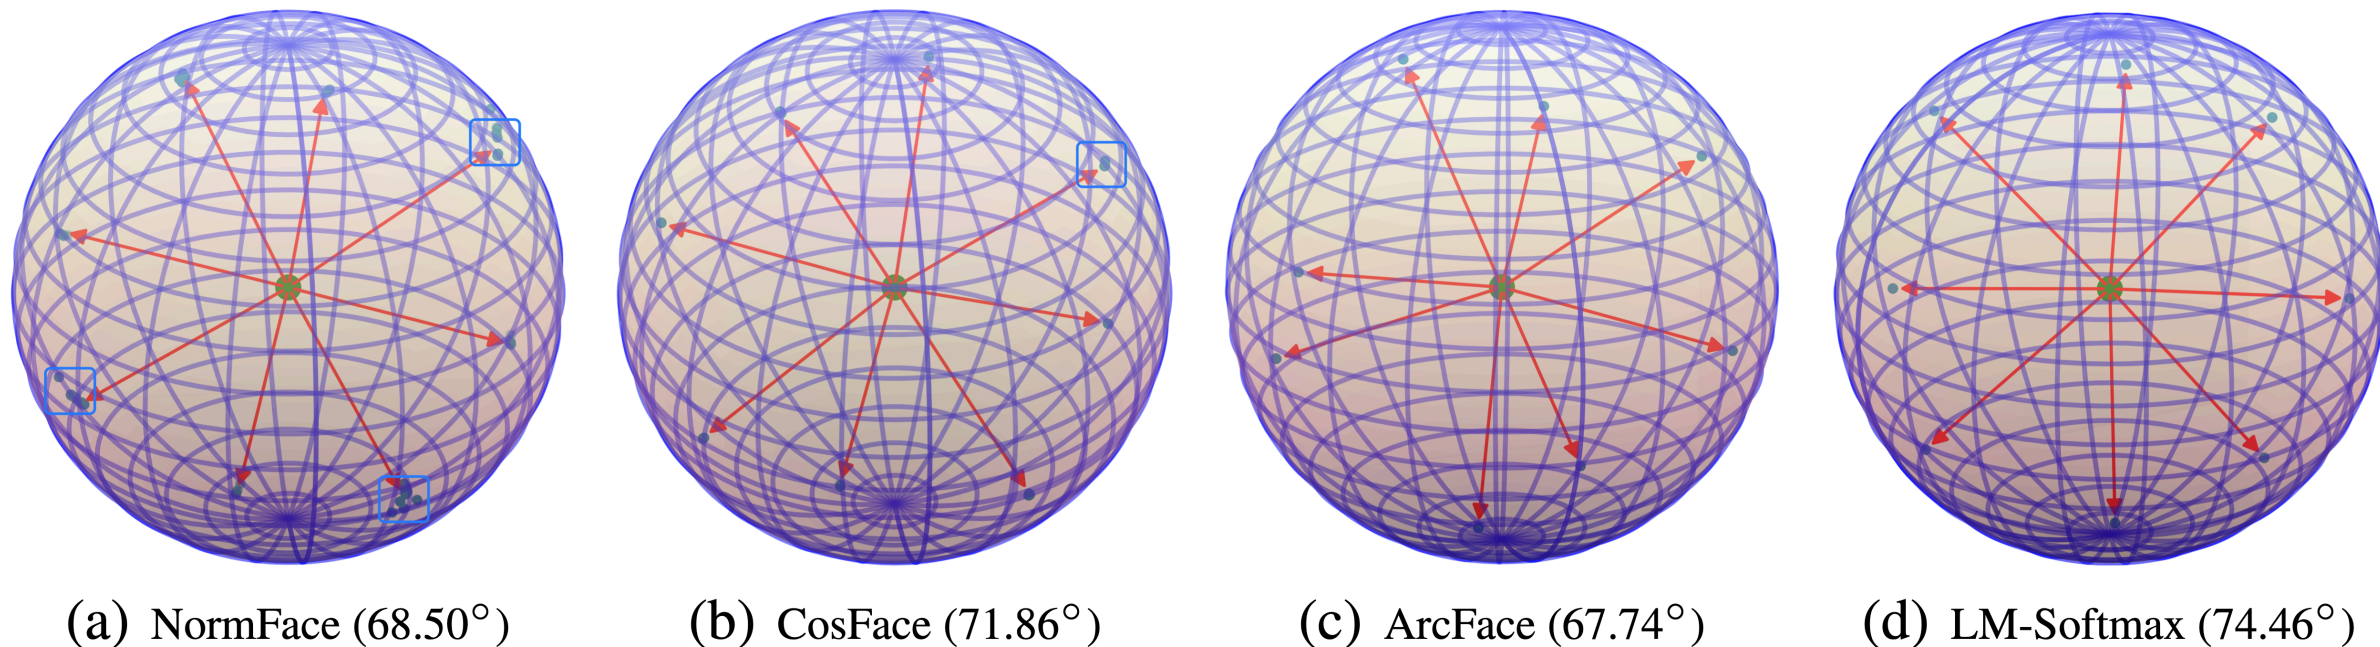 (a) NormFace (68.50°)
(b) CosFace (71.86°)
(c) ArcFace (67.74°)
(d) LM-Softmax (74.46°)